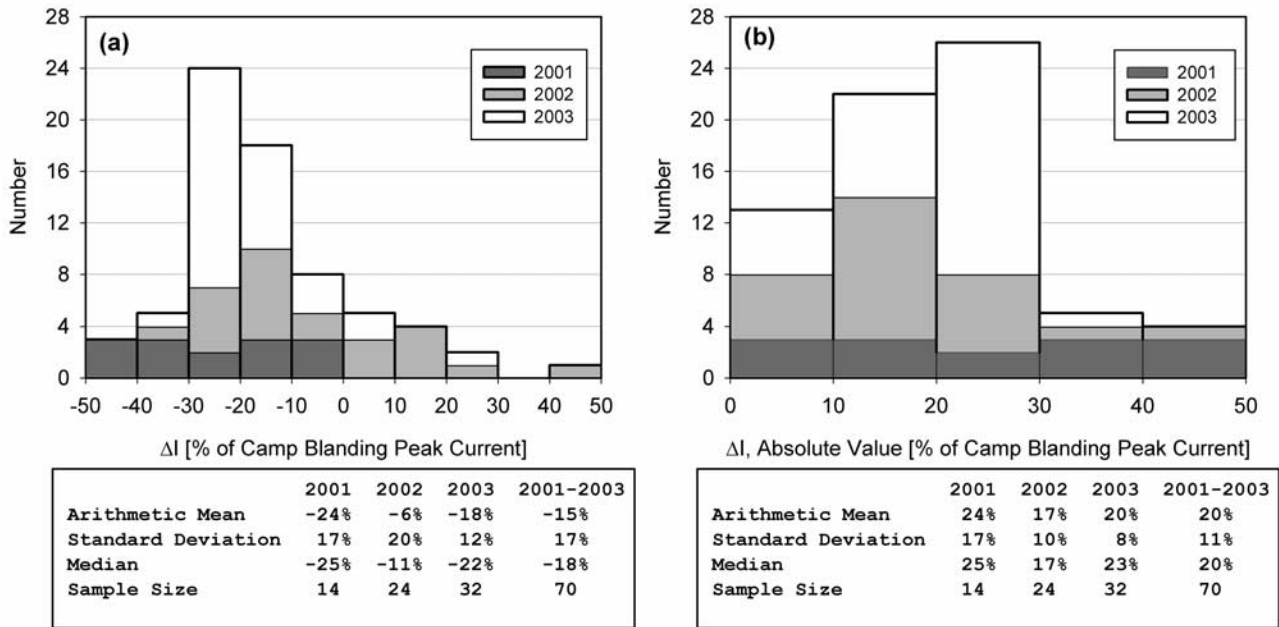 (a)
28
24
20
16
12
8
4
0
Number
2001
2002
2003
-50 -40 -30 -20 -10 0 10 20 30 40 50
ΔI [% of Camp Blanding Peak Current]
2001 2002 2003 2001-2003
Arithmetic Mean -24% -6% -18% -15%
Standard Deviation 17% 20% 12% 17%
Median -25% -11% -22% -18%
Sample Size 14 24 32 70
(b)
28
24
20
16
12
8
4
0
Number
2001
2002
2003
0 10 20 30 40 50
ΔI, Absolute Value [% of Camp Blanding Peak Current]
2001 2002 2003 2001-2003
Arithmetic Mean 24% 17% 20% 20%
Standard Deviation 17% 10% 8% 11%
Median 25% 17% 23% 20%
Sample Size 14 24 32 70